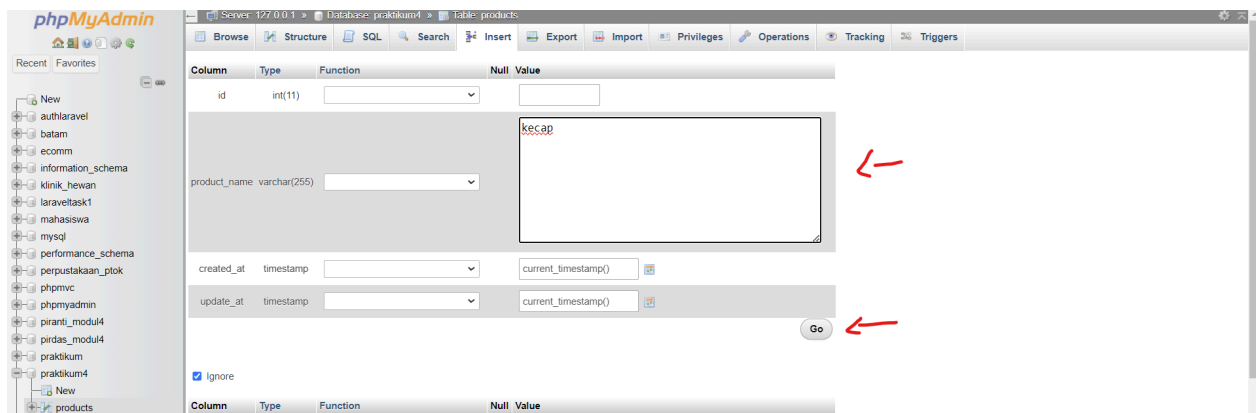 phpMyAdmin
Server: 127.0.0.1 » Database: praktikum4 » Table: products
Browse Structure SQL Search Insert Export Import Privileges Operations Tracking Triggers
Recent Favorites
New
authlaravel
batam
ecomm
information_schema
klinik_hewan
laraveltask1
mahasiswa
mysql
performance_schema
perpustakaan_ptok
phpmvc
phpmyadmin
piranti_modul4
pirdas_modul4
praktikum
praktikum4
New
products
Column Type Function Null Value
id int(11)
product_name varchar(255) kecap
created_at timestamp current_timestamp()
update_at timestamp current_timestamp()
Go
Ignore
Column Type Function Null Value